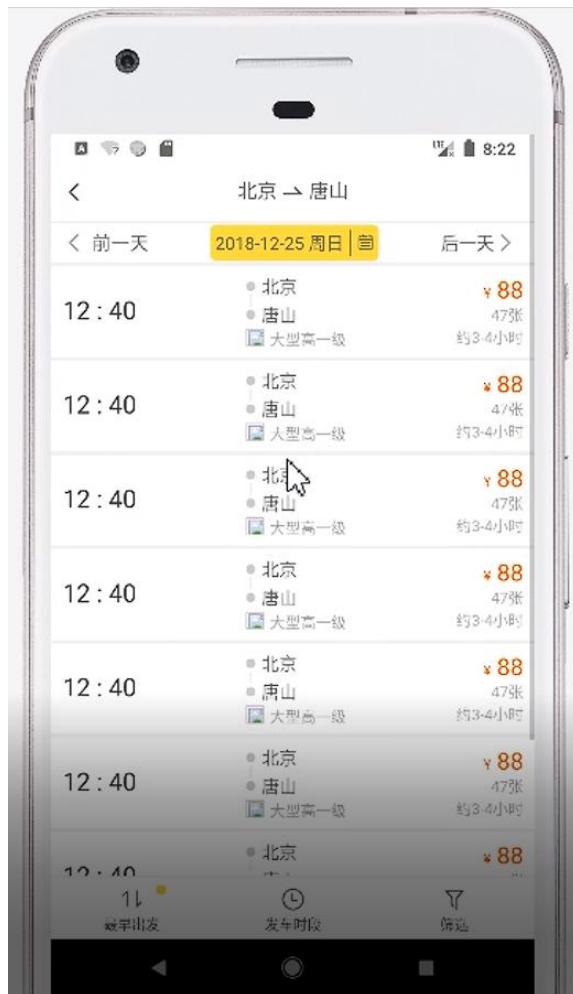 8:22
北京 → 唐山
前一天
2018-12-25 周日
后一天
12:40
北京
唐山
大型高一级
¥88
47张
约3-4小时
12:40
北京
唐山
大型高一级
¥88
47张
约3-4小时
12:40
北京
唐山
大型高一级
¥88
47张
约3-4小时
12:40
北京
唐山
大型高一级
¥88
47张
约3-4小时
12:40
北京
唐山
大型高一级
¥88
47张
约3-4小时
12:40
北京
唐山
大型高一级
¥88
47张
约3-4小时
12:40
北京
¥88
最早出发
发车时段
筛选